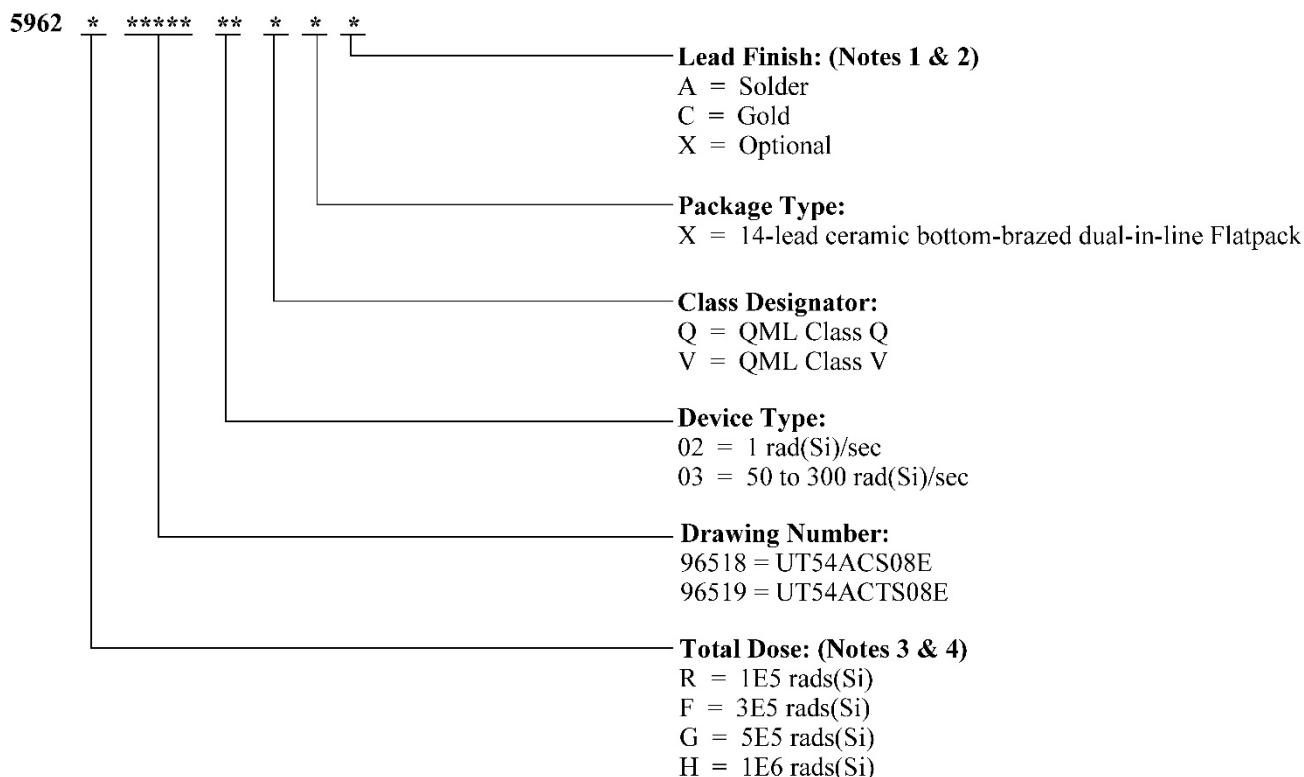 5962 * ***** ** * * *
Lead Finish: (Notes 1 & 2)
A = Solder
C = Gold
X = Optional
Package Type:
X = 14-lead ceramic bottom-brazed dual-in-line Flatpack
Class Designator:
Q = QML Class Q
V = QML Class V
Device Type:
02 = 1 rad(Si)/sec
03 = 50 to 300 rad(Si)/sec
Drawing Number:
96518 = UT54ACS08E
96519 = UT54ACTS08E
Total Dose: (Notes 3 & 4)
R = 1E5 rads(Si)
F = 3E5 rads(Si)
G = 5E5 rads(Si)
H = 1E6 rads(Si)